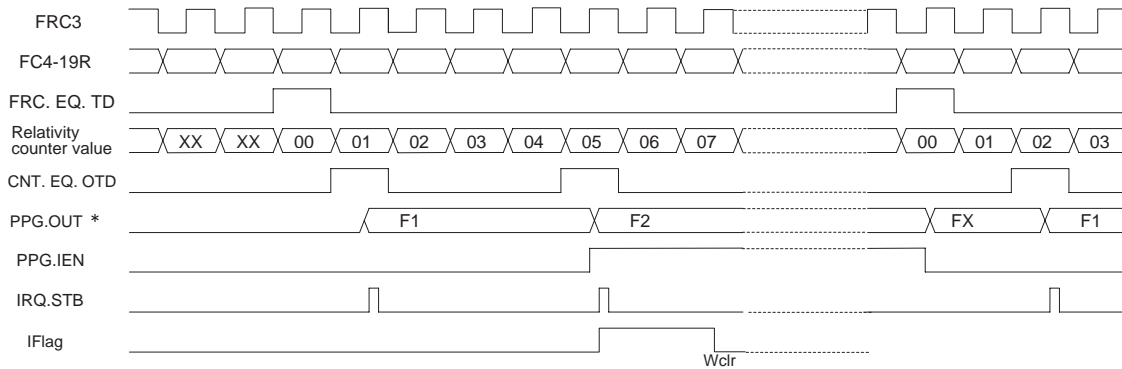 FRC3
FC4-19R
FRC. EQ. TD
Relativity
counter value
XX XX 00 01 02 03 04 05 06 07 00 01 02 03
CNT. EQ. OTD
PPG.OUT * F1 F2 FX F1
PPG.IEN
IRQ.STB
IFlag
Wclr